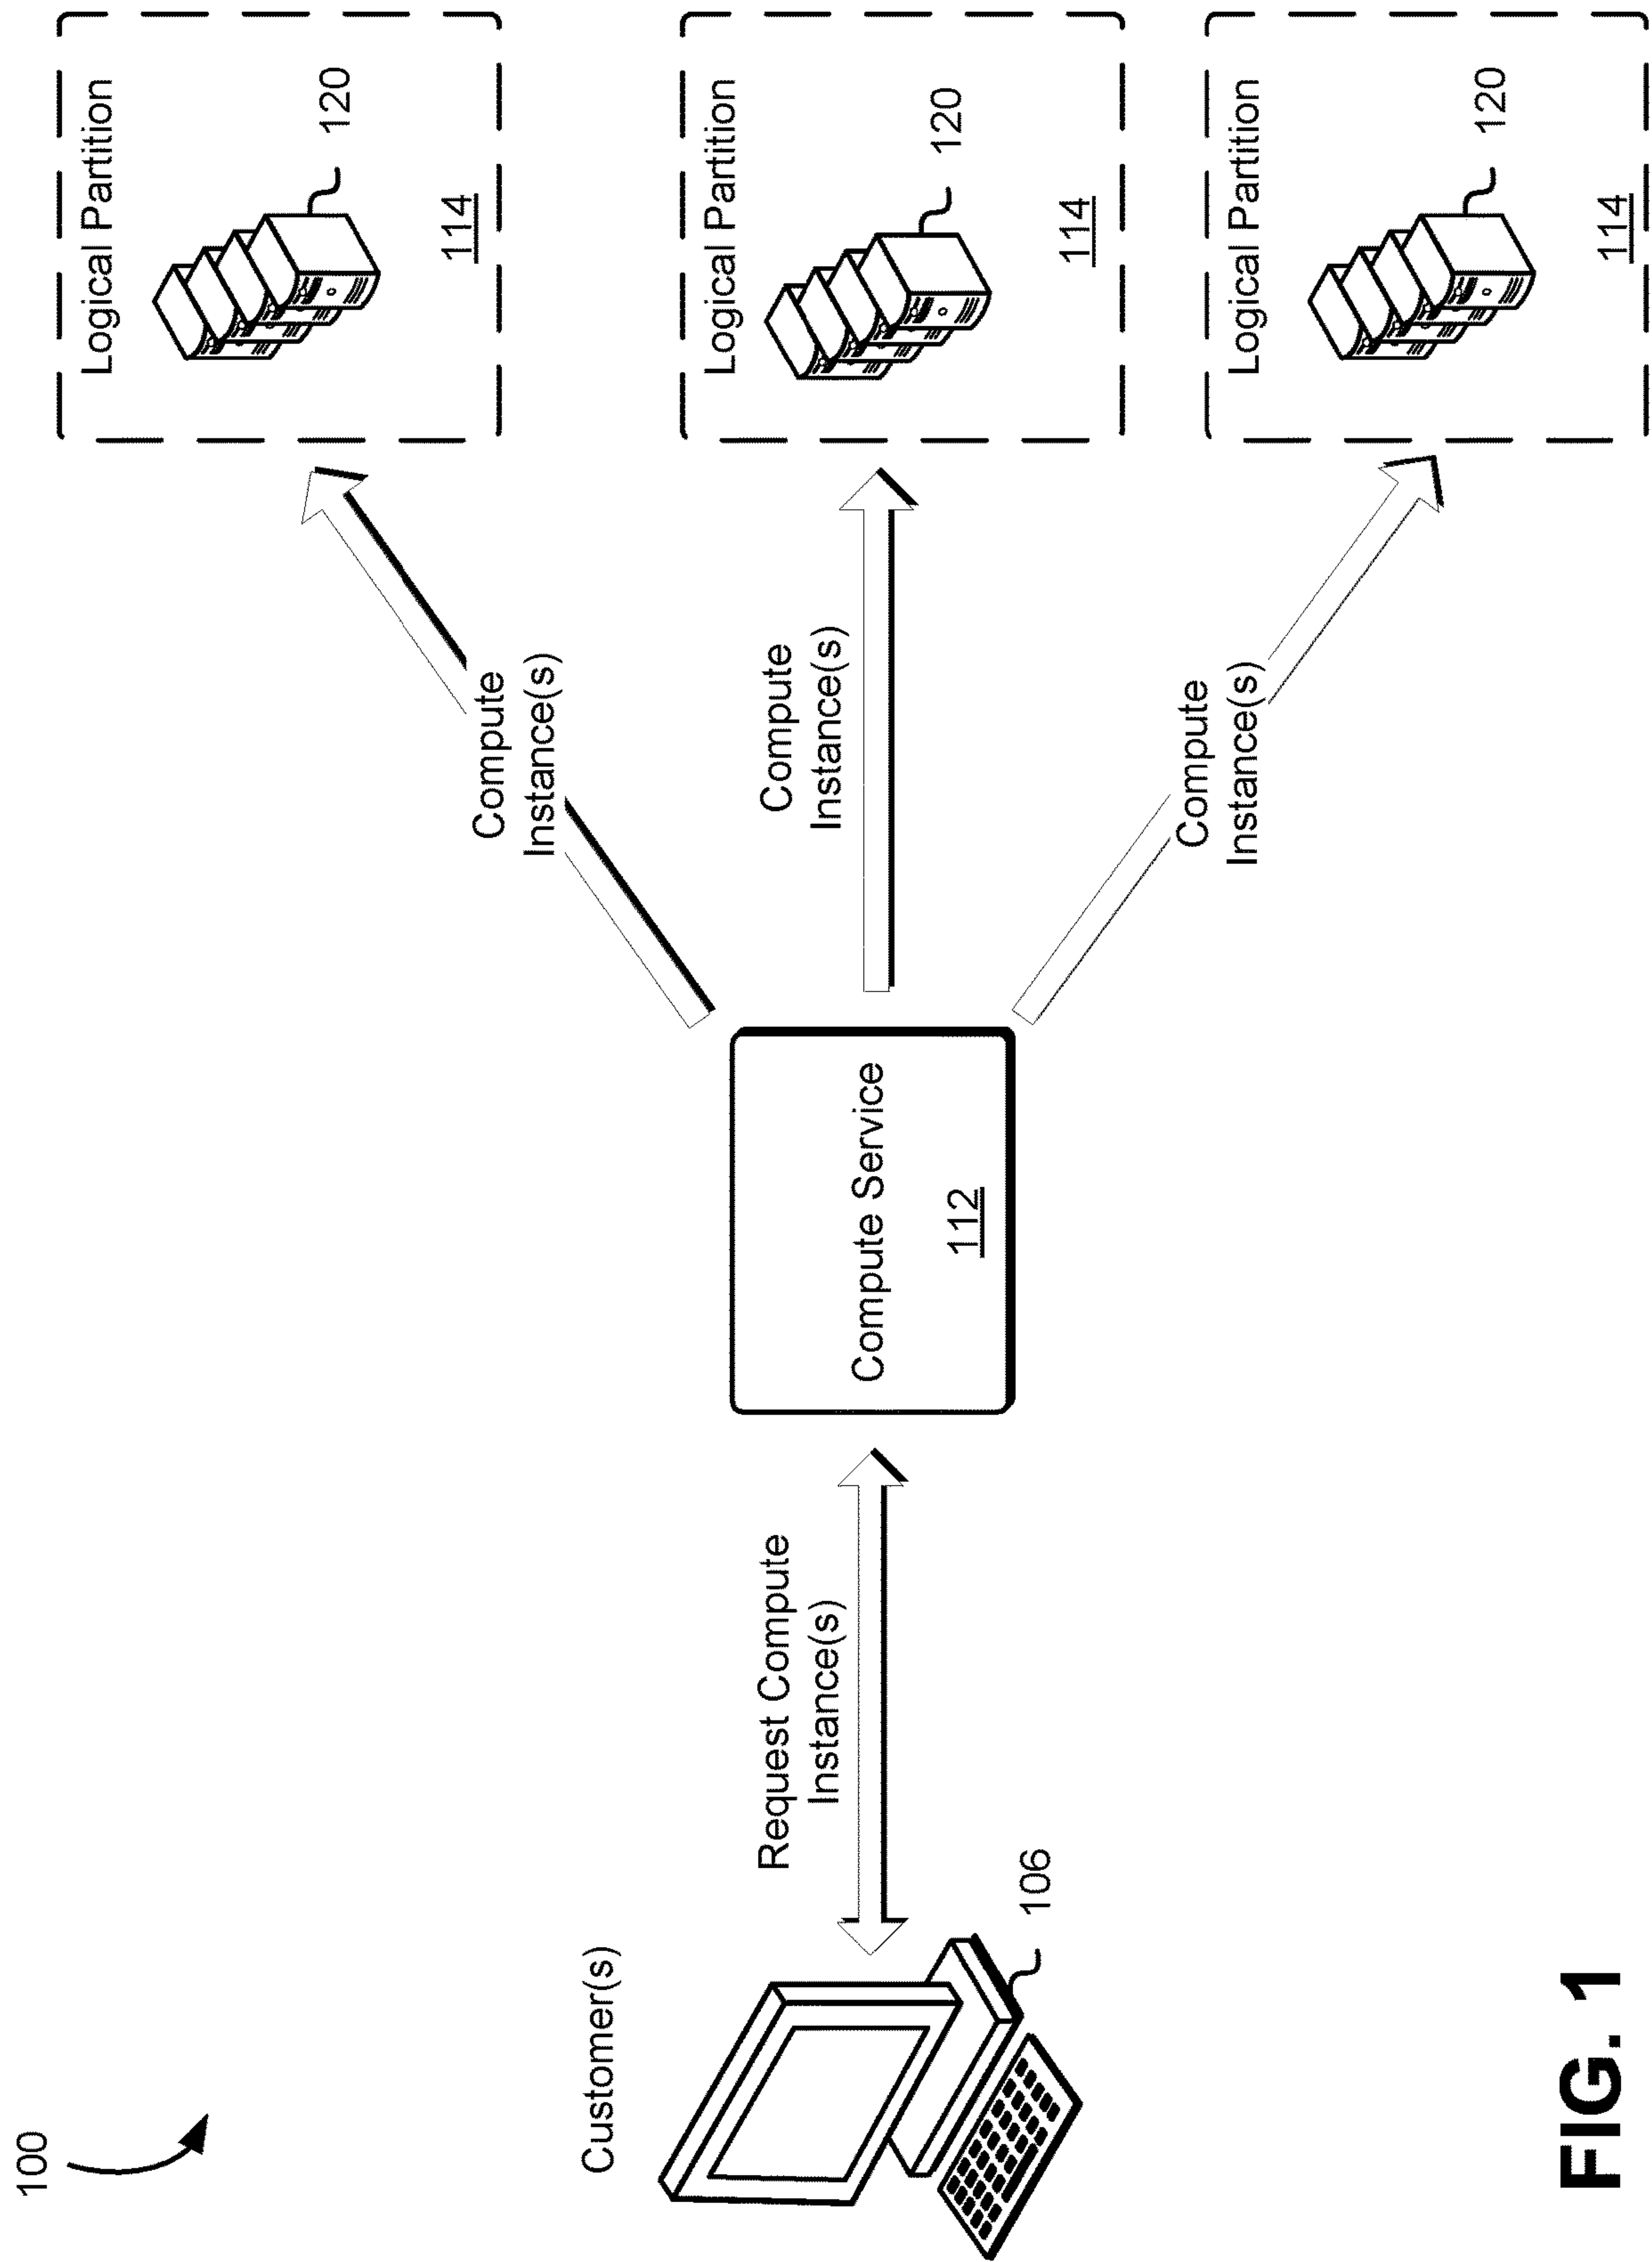 100
Customer(s)
106
Request Compute
Instance(s)
Compute Service
112
Compute
Instance(s)
Compute
Instance(s)
Compute
Instance(s)
Logical Partition
120
114
Logical Partition
120
114
Logical Partition
120
114
FIG. 1